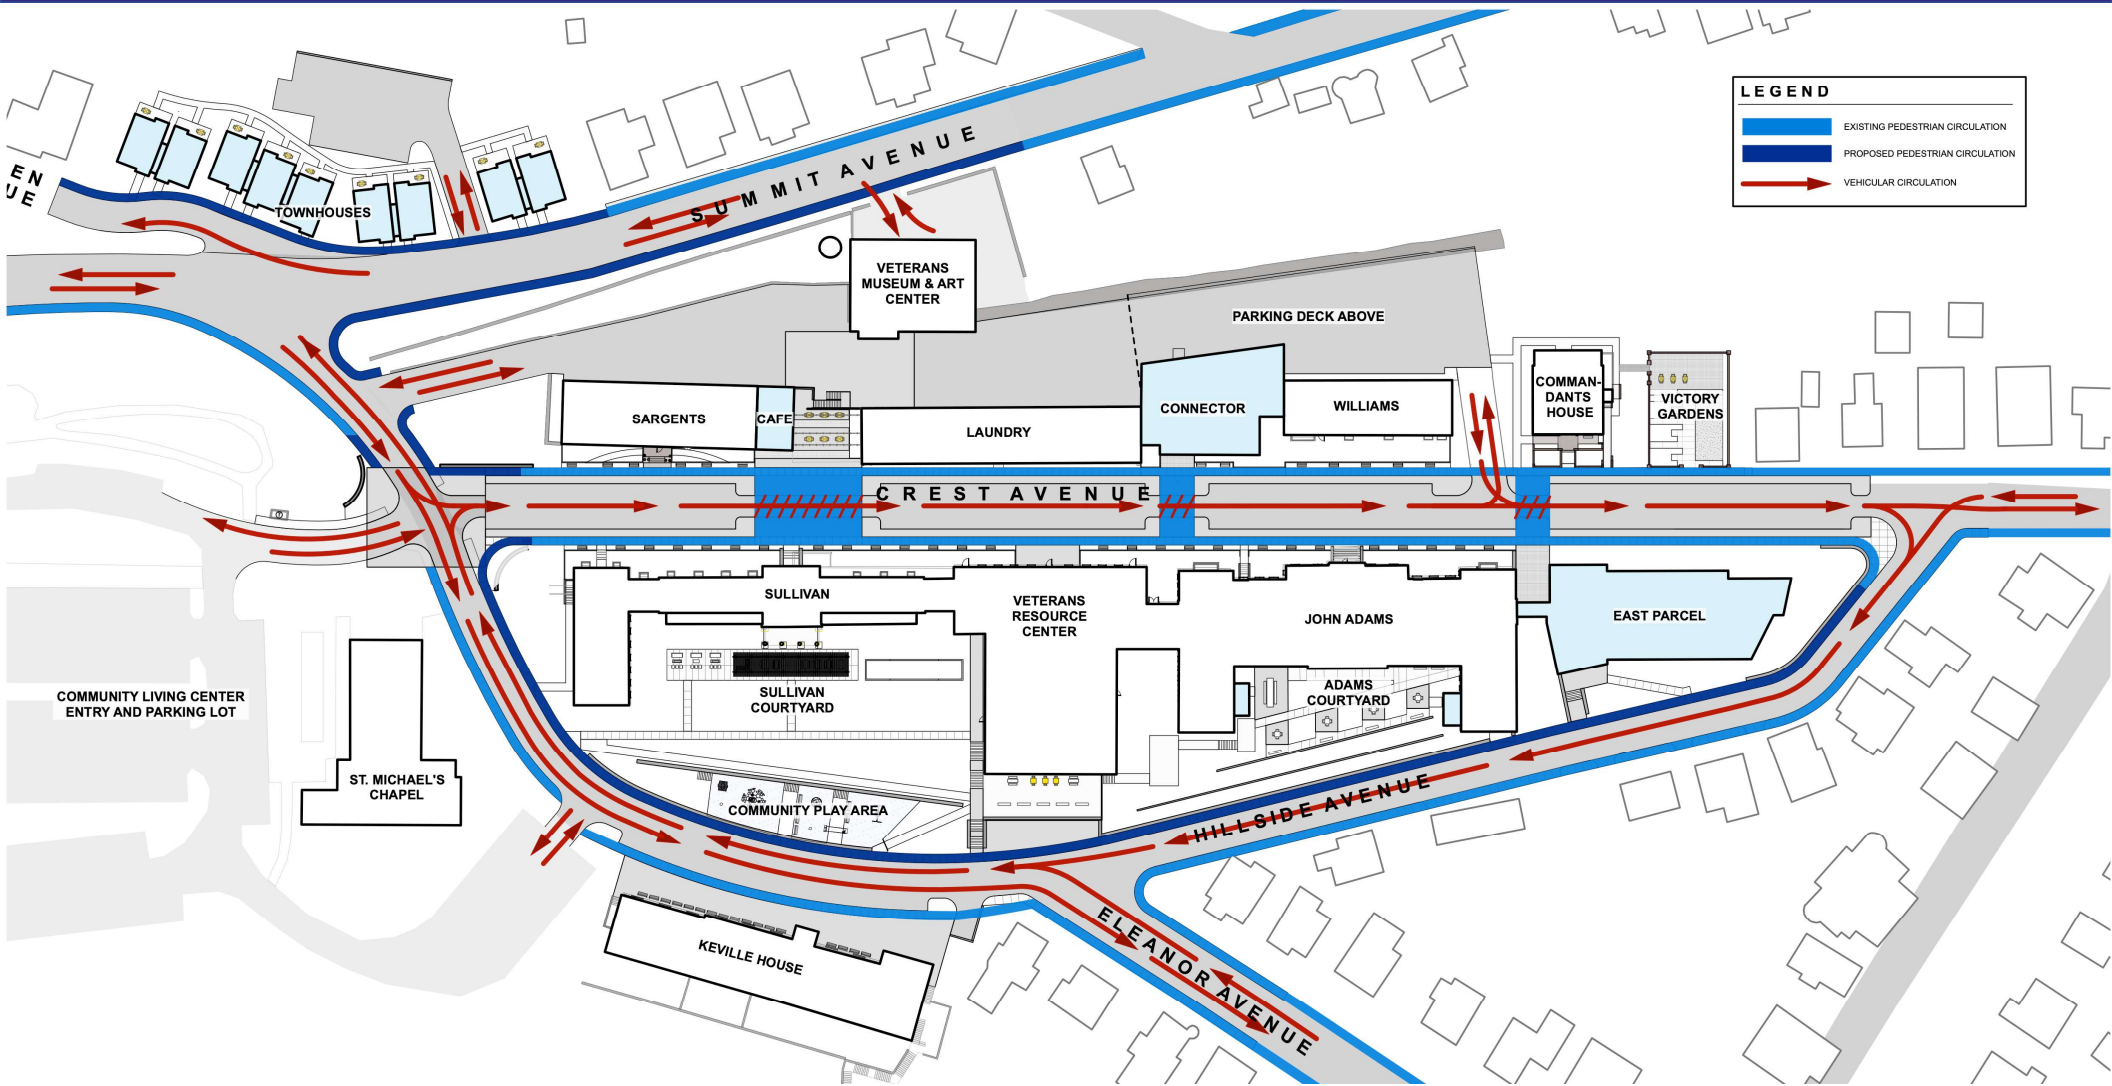 LEGEND
EXISTING PEDESTRIAN CIRCULATION
PROPOSED PEDESTRIAN CIRCULATION
VEHICULAR CIRCULATION
SUMMIT AVENUE
EN
UE
TOWNHOUSES
VETERANS
MUSEUM & ART
CENTER
PARKING DECK ABOVE
SARGENTS
CAFE
LAUNDRY
CONNECTOR
WILLIAMS
COMMAN-
DANTS
HOUSE
VICTORY
GARDENS
CREST AVENUE
SULLIVAN
VETERANS
RESOURCE
CENTER
JOHN ADAMS
EAST PARCEL
SULLIVAN
COURTYARD
ADAMS
COURTYARD
COMMUNITY LIVING CENTER
ENTRY AND PARKING LOT
ST. MICHAEL'S
CHAPEL
COMMUNITY PLAY AREA
HILLSIDE AVENUE
KEVILLE HOUSE
ELEANOR AVENUE